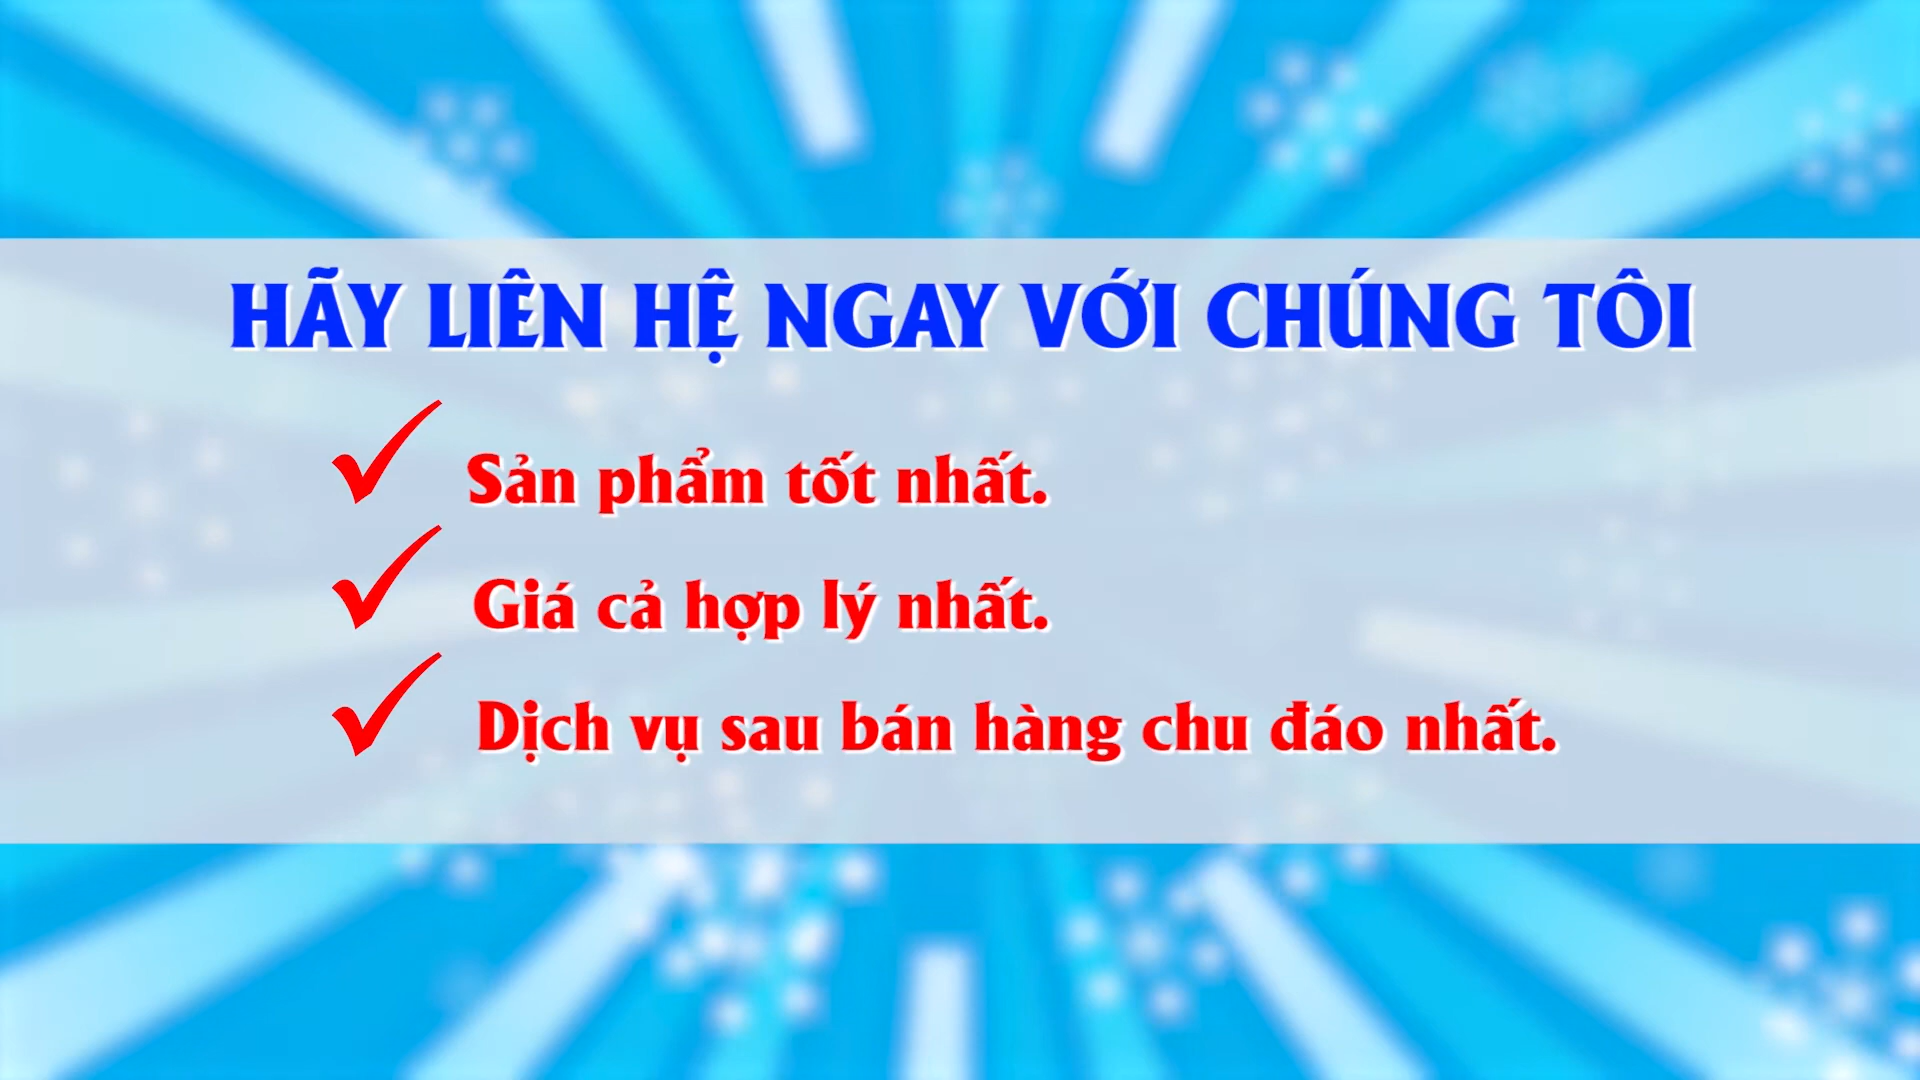 HÃY LIÊN HỆ NGAY VỚI CHÚNG TÔI
Sản phẩm tốt nhất.
Giá cả hợp lý nhất.
Dịch vụ sau bán hàng chu đáo nhất.